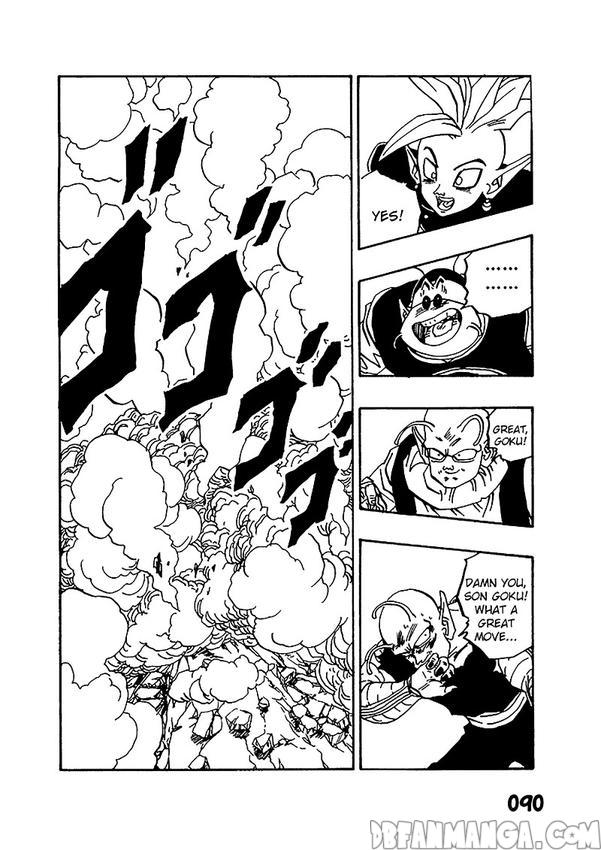 YES!
......
......
GREAT,
GOKU!
DAMN YOU,
SON GOKU!
WHAT A
GREAT
MOVE...
ゴゴゴゴ
090
DBFANMANGA.COM